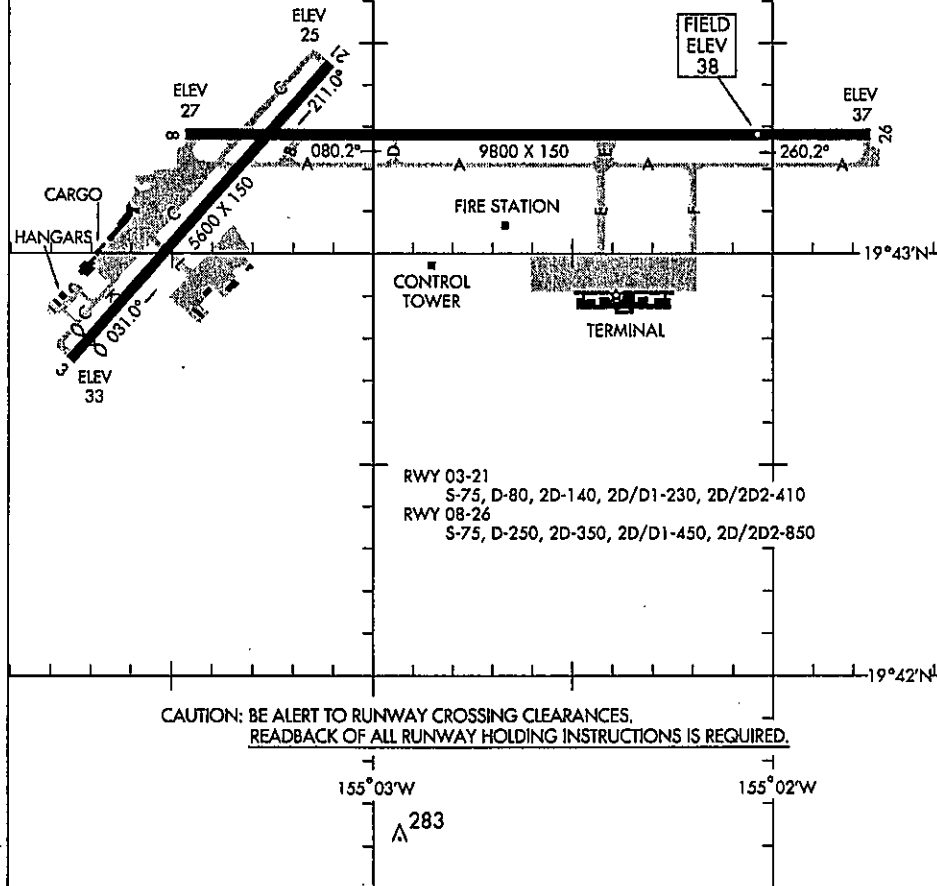 ELEV
25
FIELD
ELEV
38
ELEV
27
ELEV
37
21
C
211.0°
8
26
B
080.2°
D
9800 X 150
E
260.2°
A
A
A
A
CARGO
C
5600 X 150
FIRE STATION
E
F
HANGARS
19°43'N
CONTROL
TOWER
K
C
031.0°
TERMINAL
3
ELEV
33
RWY 03-21
S-75, D-80, 2D-140, 2D/D1-230, 2D/2D2-410
RWY 08-26
S-75, D-250, 2D-350, 2D/D1-450, 2D/2D2-850
19°42'N
CAUTION: BE ALERT TO RUNWAY CROSSING CLEARANCES.
READBACK OF ALL RUNWAY HOLDING INSTRUCTIONS IS REQUIRED.
155°03'W
155°02'W
283